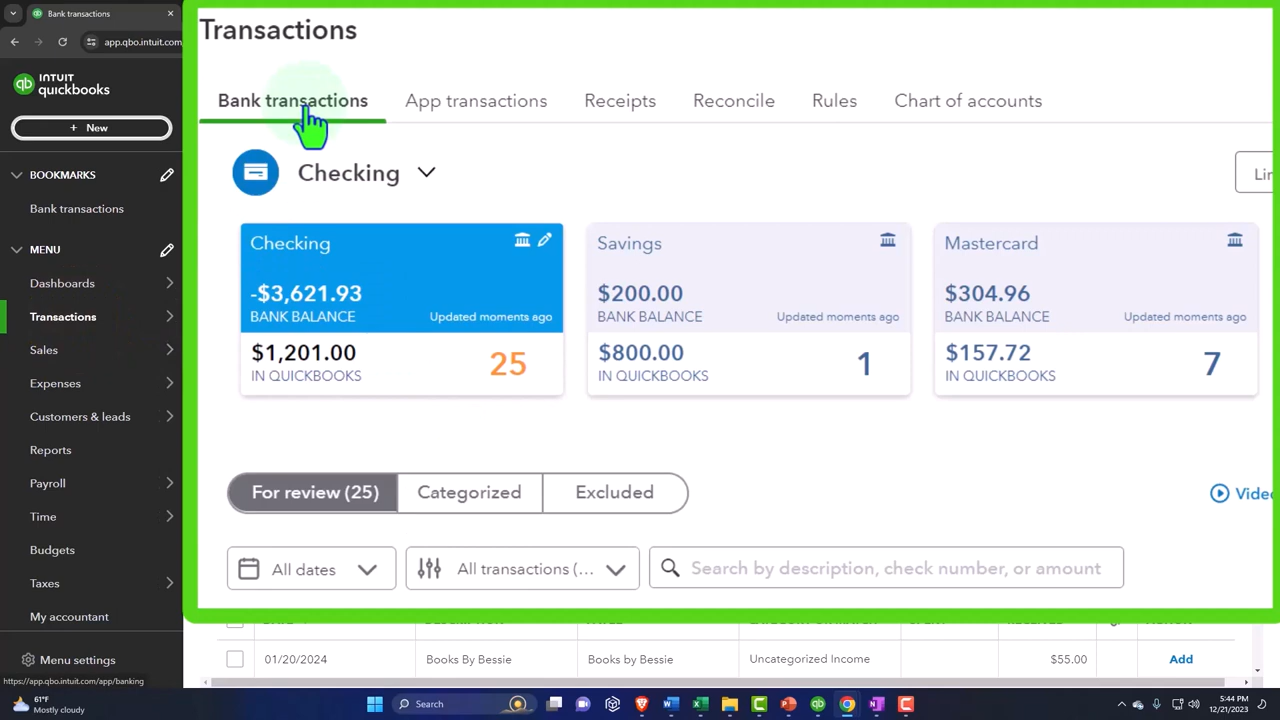 Bank transactions
app.qbo.intuit.com
INTUIT
quickbooks
+ New
BOOKMARKS
Bank transactions
MENU
Dashboards
Transactions
Sales
Expenses
Customers & leads
Reports
Payroll
Time
Budgets
Taxes
My accountant
Menu settings
https://app.qbo.intuit.com/app/banking
Transactions
Bank transactions App transactions Receipts Reconcile Rules Chart of accounts
Checking
Checking
-$3,621.93
BANK BALANCE Updated moments ago
$1,201.00
IN QUICKBOOKS
25
Savings
$200.00
BANK BALANCE Updated moments ago
$800.00
IN QUICKBOOKS
1
Mastercard
$304.96
BANK BALANCE Updated moments ago
$157.72
IN QUICKBOOKS
7
For review (25) Categorized Excluded
All dates All transactions (... Search by description, check number, or amount
01/20/2024 Books By Bessie Books by Bessie Uncategorized Income $55.00 Add
61°F
Mostly cloudy
Search
5:44 PM
12/21/2023